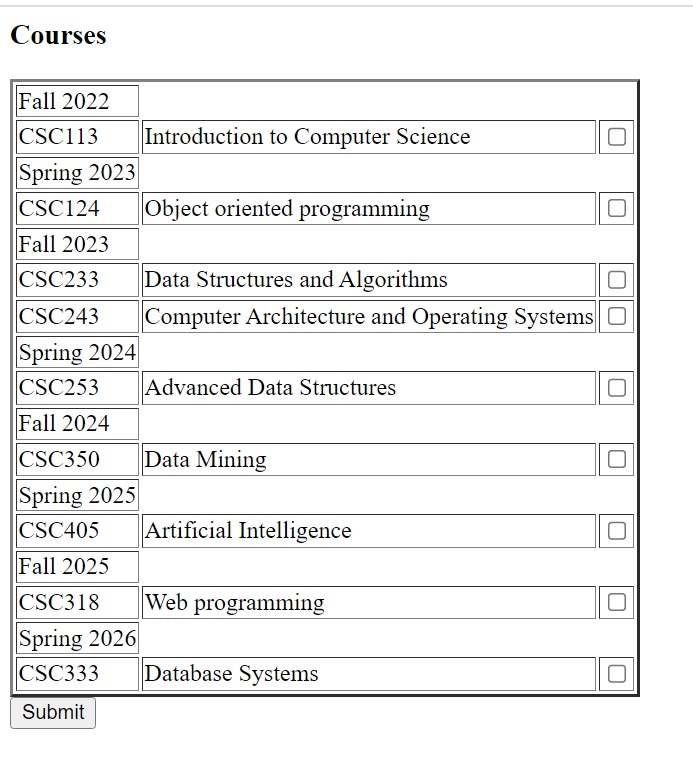 Courses
Fall 2022
CSC113 Introduction to Computer Science
Spring 2023
CSC124 Object oriented programming
Fall 2023
CSC233 Data Structures and Algorithms
CSC243 Computer Architecture and Operating Systems
Spring 2024
CSC253 Advanced Data Structures
Fall 2024
CSC350 Data Mining
Spring 2025
CSC405 Artificial Intelligence
Fall 2025
CSC318 Web programming
Spring 2026
CSC333 Database Systems
Submit